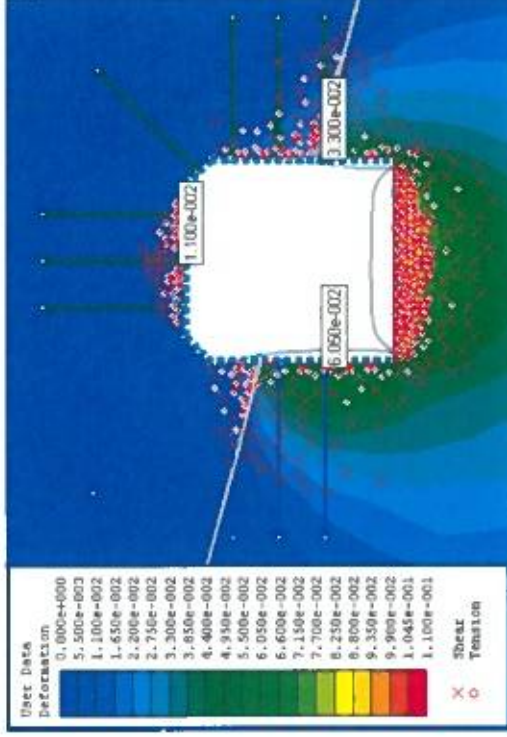 User Data
Deformation
0.000e+000
5.500e-003
1.100e-002
1.650e-002
2.200e-002
2.750e-002
3.300e-002
3.850e-002
4.400e-002
4.950e-002
5.500e-002
6.050e-002
6.600e-002
7.150e-002
7.700e-002
8.250e-002
8.800e-002
9.350e-002
9.900e-002
1.045e-001
1.100e-001
Shear
Tension
1.100e-002
3.300e-002
6.050e-002